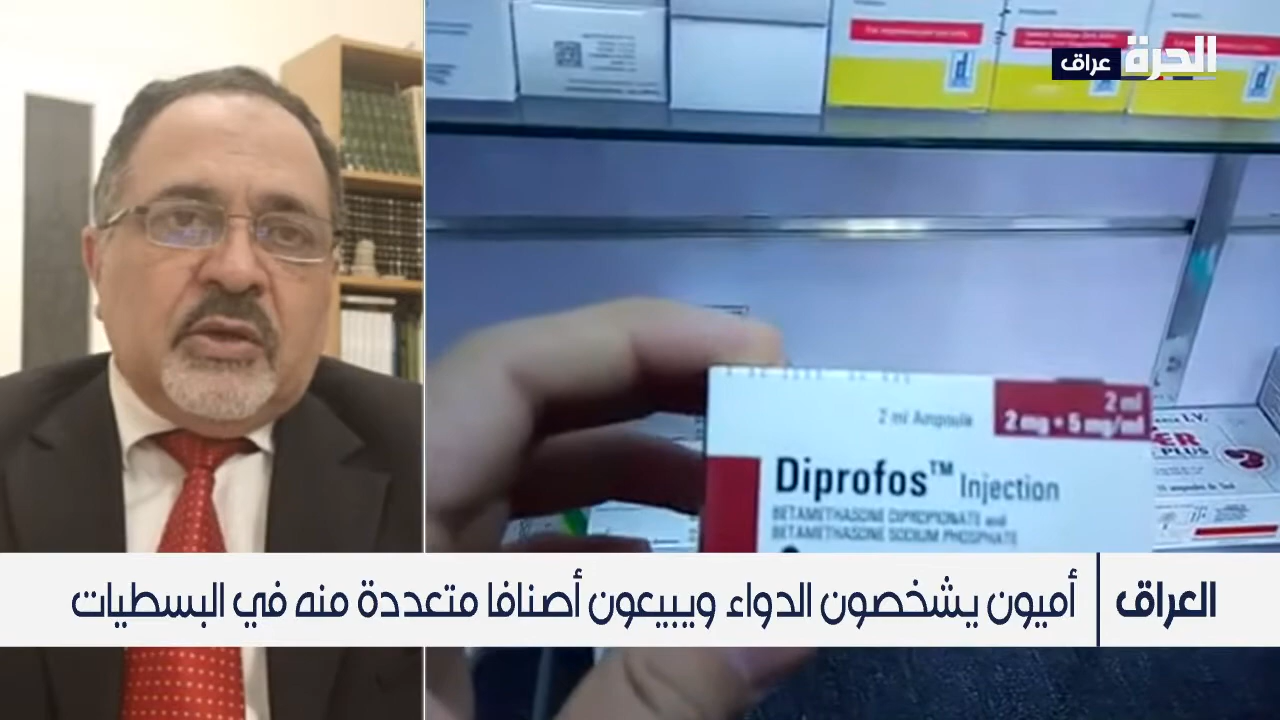 الحرة
عراق
2 ml
2 ml Ampoule
2 mg + 5 mg/ml
Diprofos™ Injection
BETAMETHASONE DIPROPIONATE and
BETAMETHASONE SODIUM PHOSPHATE
I.V.
PLUS
العراق
أميون يشخصون الدواء ويبيعون أصنافا متعددة منه في البسطيات